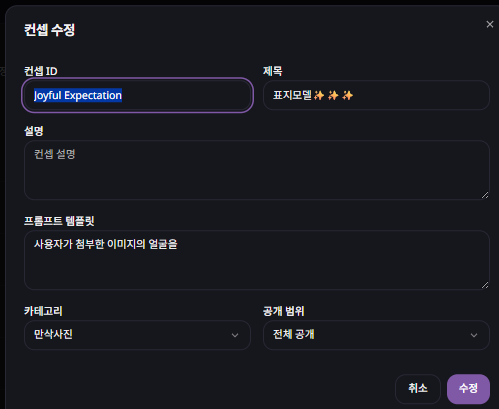 컨셉 수정
컨셉 ID
Joyful Expectation
제목
표지모델✨ ✨ ✨
설명
컨셉 설명
프롬프트 템플릿
사용자가 첨부한 이미지의 얼굴을
카테고리
만삭사진
공개 범위
전체 공개
취소
수정